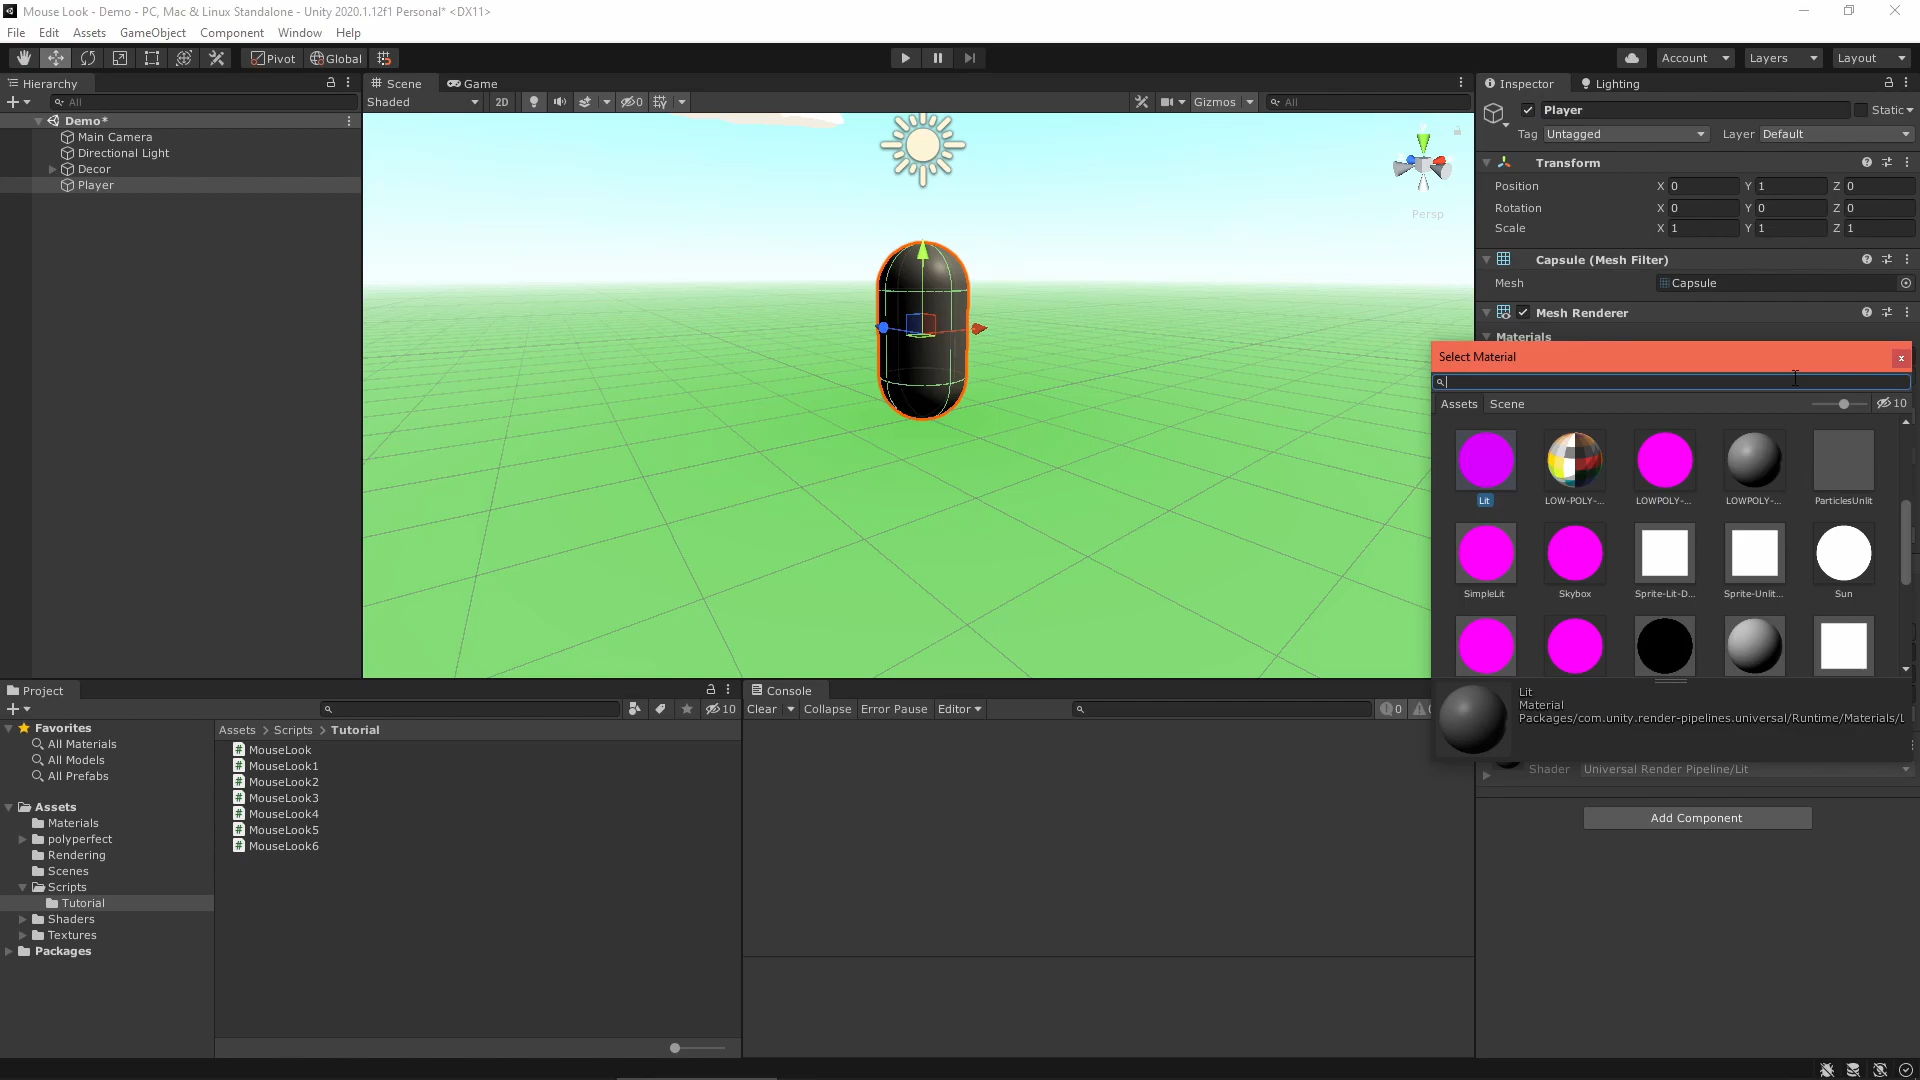 Mouse Look - Demo - PC, Mac & Linux Standalone - Unity 2020.1.12f1 Personal* <DX11>
File Edit Assets GameObject Component Window Help
Pivot Global Account Layers Layout
Hierarchy
All
Demo*
Main Camera
Directional Light
Decor
Player
Scene Game
Shaded 2D 0 Gizmos All
Persp
Inspector Lighting
Player Static
Tag Untagged Layer Default
Transform
Position X 0 Y 1 Z 0
Rotation X 0 Y 0 Z 0
Scale X 1 Y 1 Z 1
Capsule (Mesh Filter)
Mesh Capsule
Mesh Renderer
Materials
Select Material
x
Assets Scene 10
Lit LOW-POLY-... LOWPOLY-... LOWPOLY-... ParticlesUnlit
SimpleLit Skybox Sprite-Lit-D... Sprite-Unlit... Sun
Lit
Material
Packages/com.unity.render-pipelines.universal/Runtime/Materials/L
Shader Universal Render Pipeline/Lit
Add Component
Project
10
Favorites
All Materials
All Models
All Prefabs
Assets
Materials
polyperfect
Rendering
Scenes
Scripts
Tutorial
Shaders
Textures
Packages
Assets > Scripts > Tutorial
MouseLook
MouseLook1
MouseLook2
MouseLook3
MouseLook4
MouseLook5
MouseLook6
Console
Clear Collapse Error Pause Editor 0